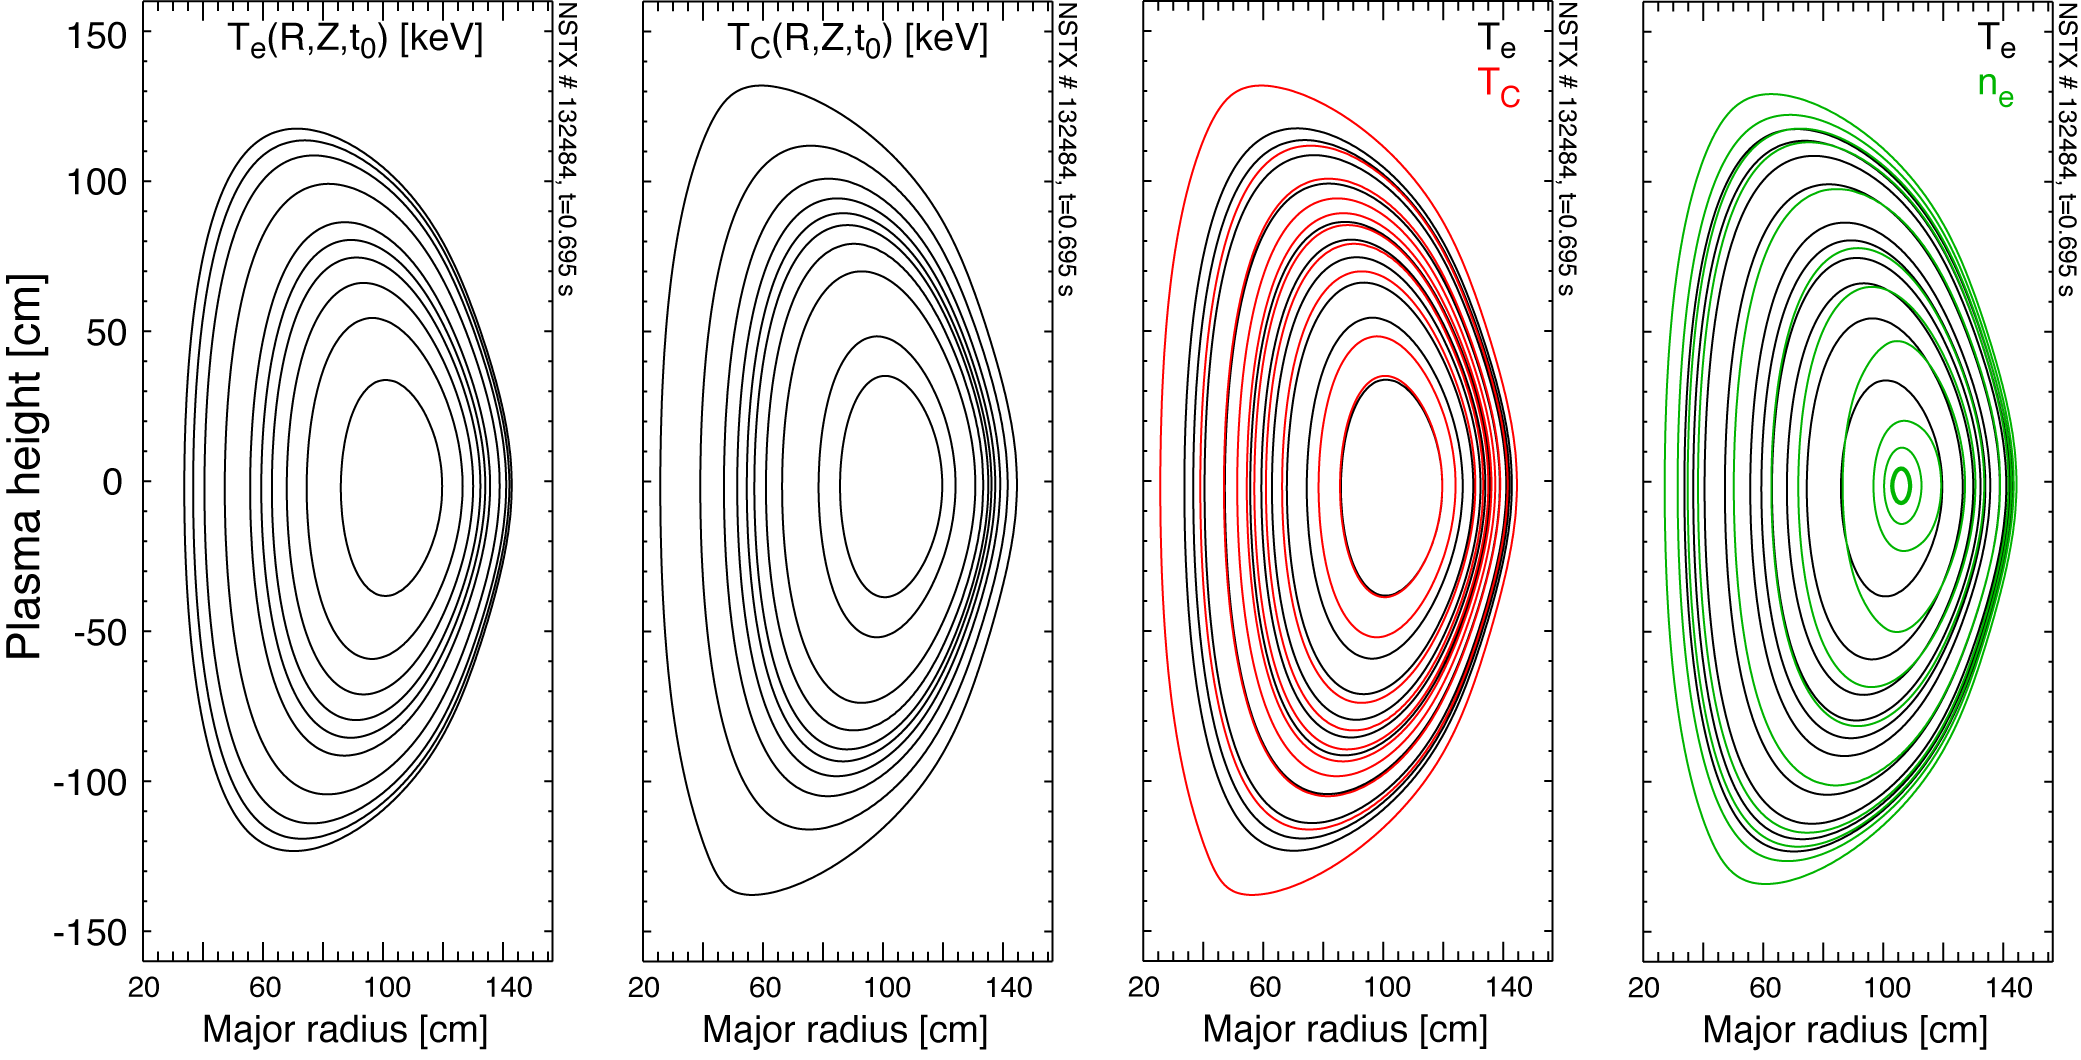 Te(R,Z,t0) [keV]
NSTX # 132484, t=0.695 s
TC(R,Z,t0) [keV]
NSTX # 132484, t=0.695 s
Te
TC
NSTX # 132484, t=0.695 s
Te
ne
NSTX # 132484, t=0.695 s
Plasma height [cm]
150
100
50
0
-50
-100
-150
20 60 100 140
20 60 100 140
20 60 100 140
20 60 100 140
Major radius [cm]
Major radius [cm]
Major radius [cm]
Major radius [cm]